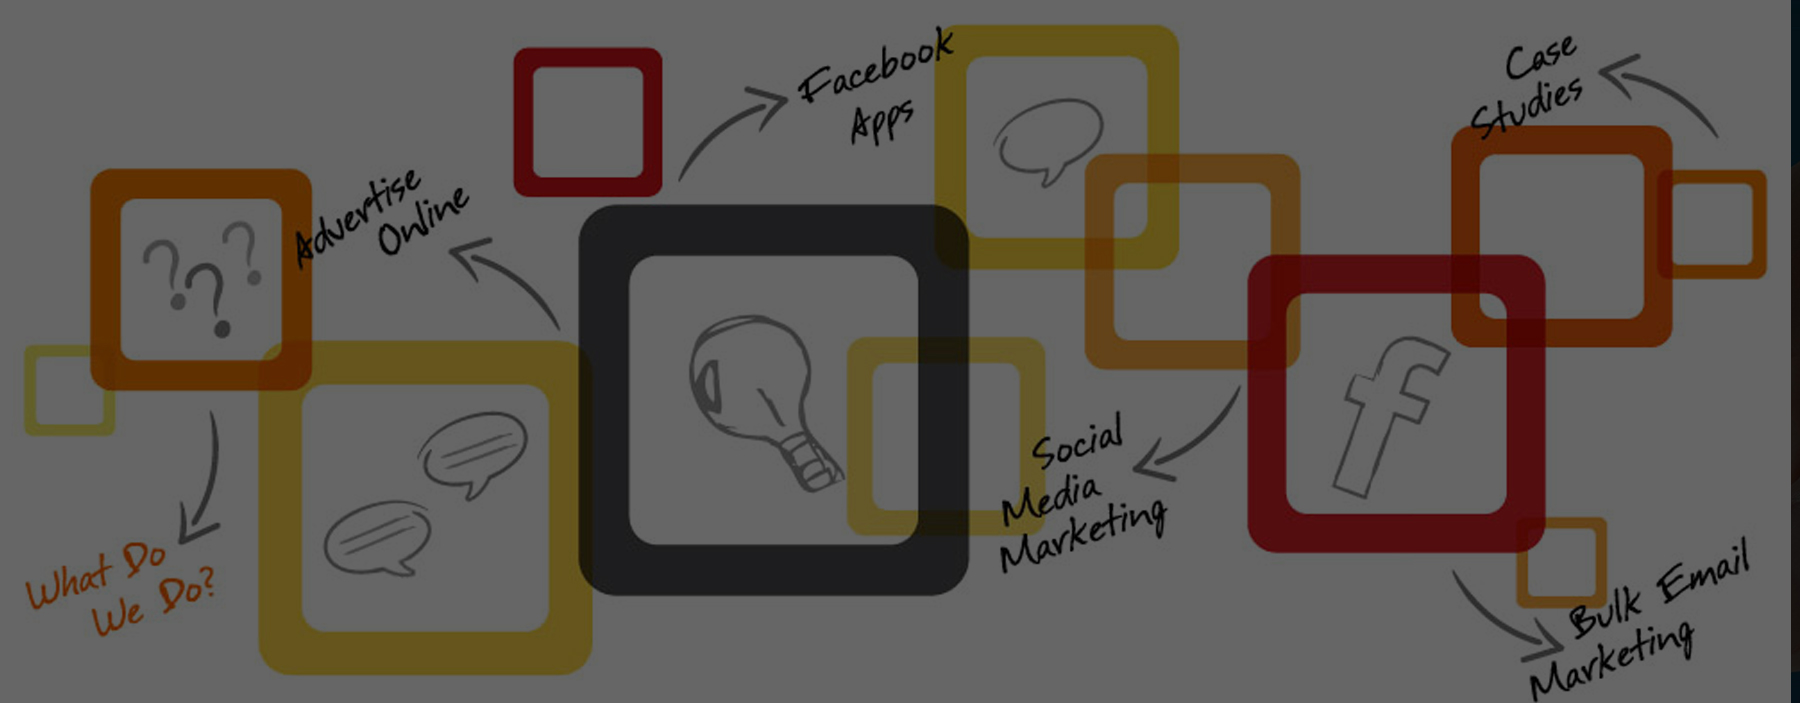 What Do
We Do?
Advertise
Online
Facebook
Apps
Social
Media
Marketing
Case
Studies
Bulk Email
Marketing